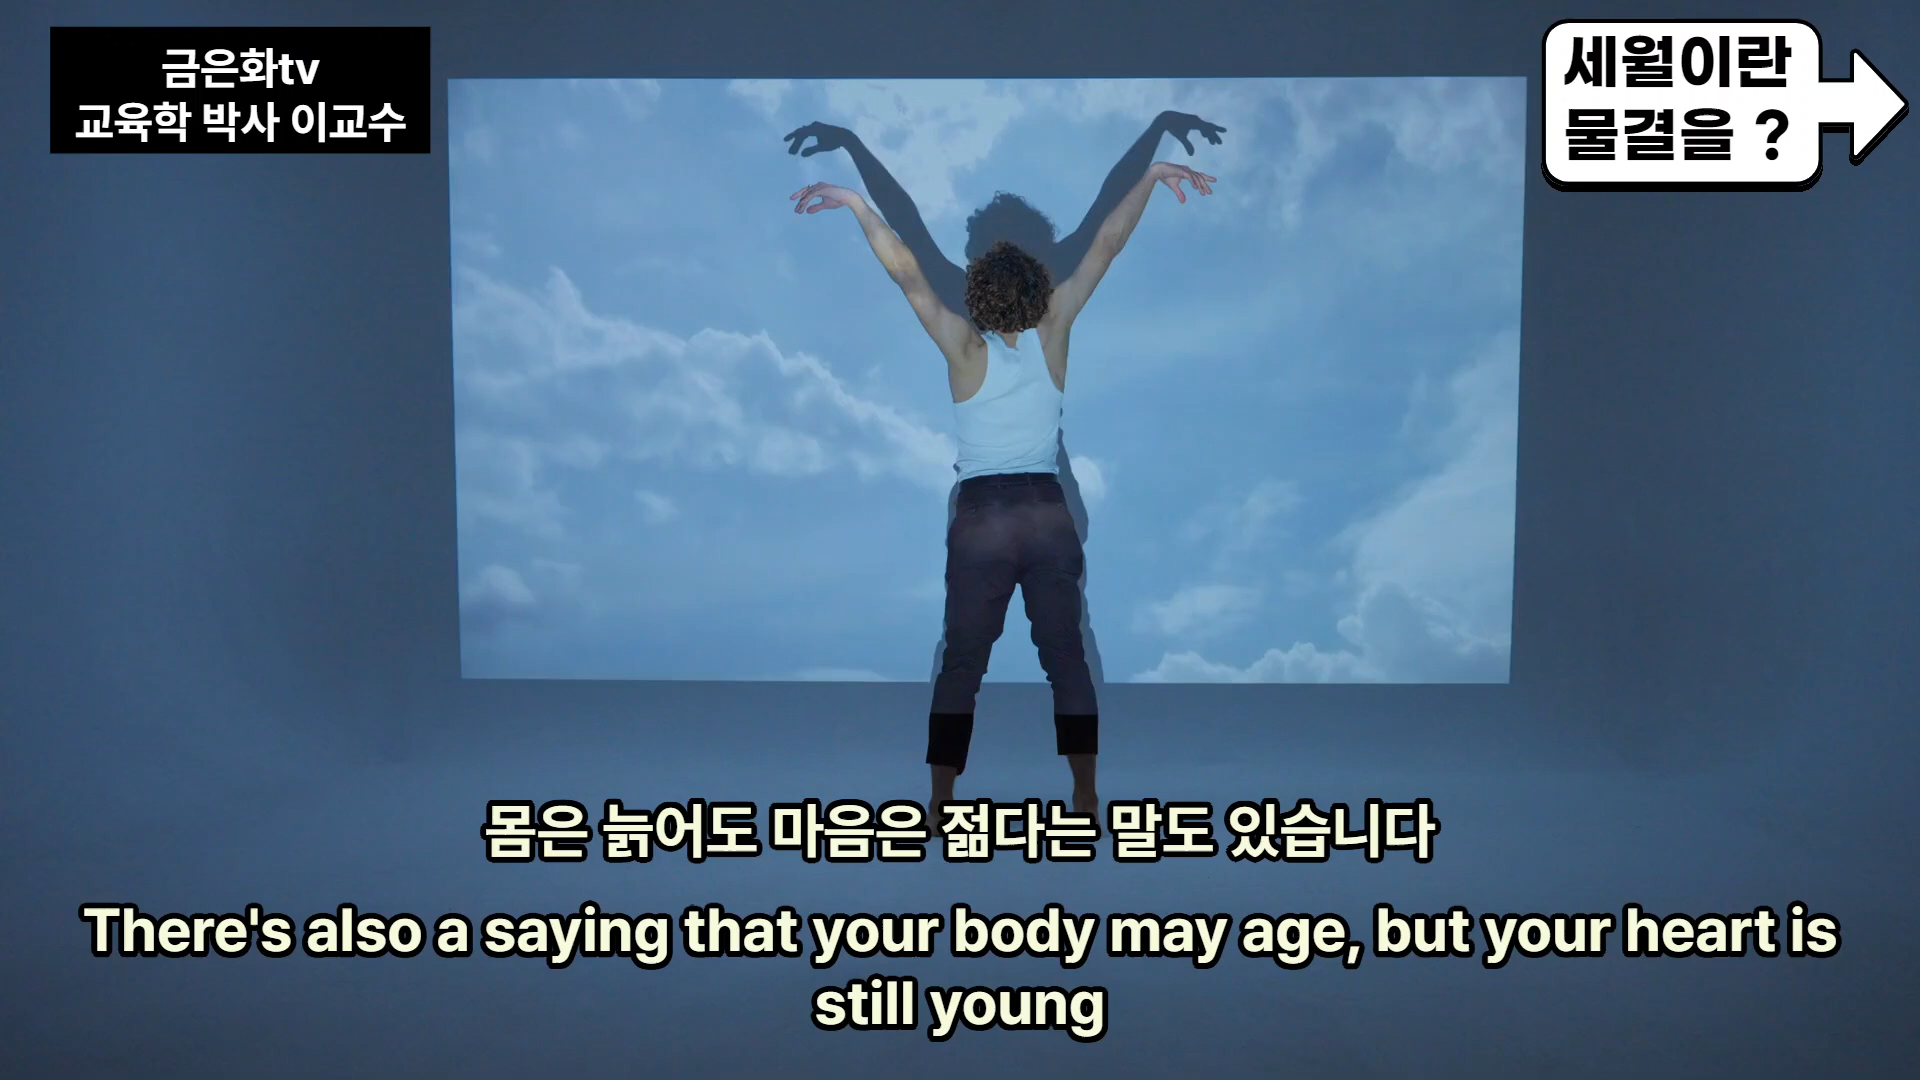 금은화tv
교육학 박사 이교수
세월이란
물결을 ?
몸은 늙어도 마음은 젊다는 말도 있습니다
There's also a saying that your body may age, but your heart is
still young